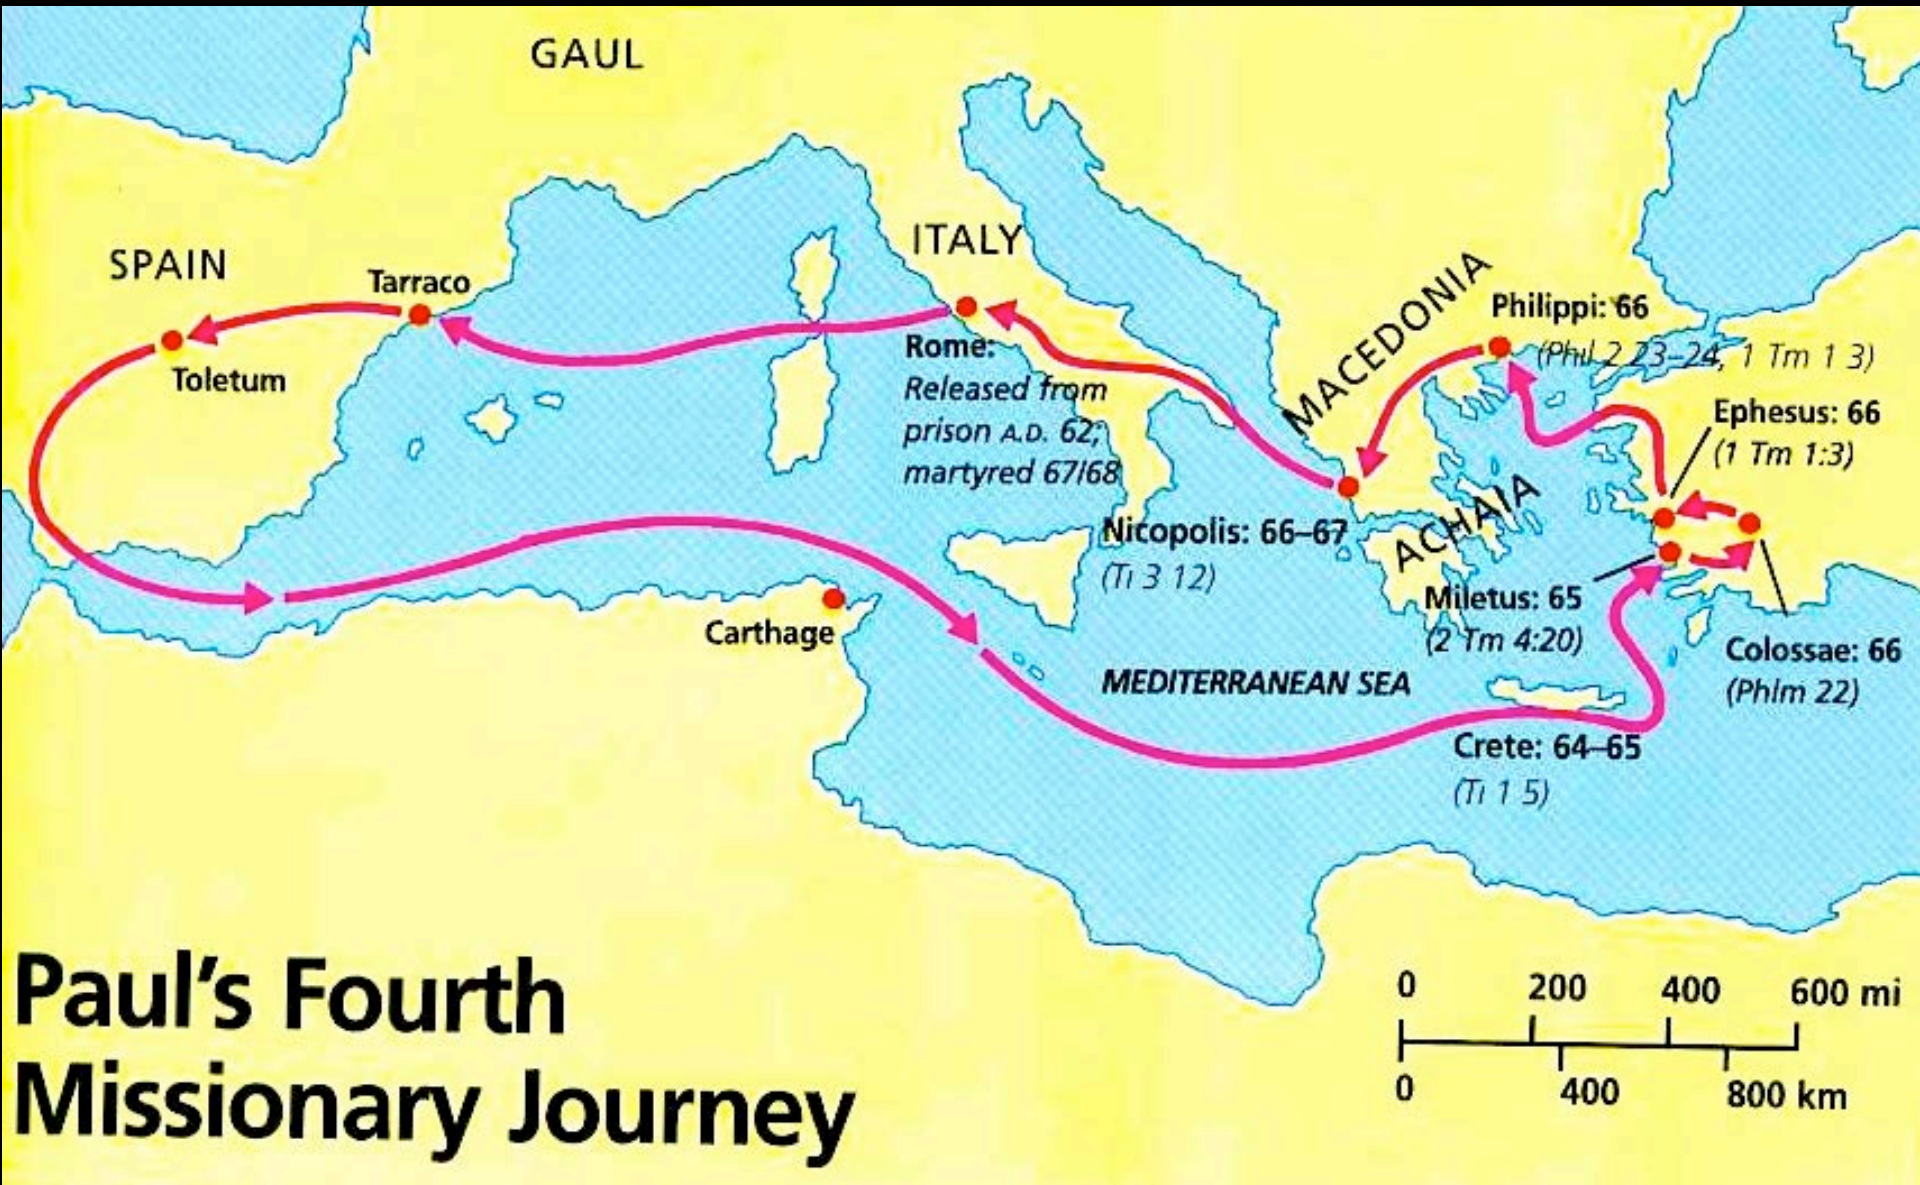 GAUL
SPAIN
Tarraco
Toletum
ITALY
Rome:
Released from
prison A.D. 62;
martyred 67/68
MACEDONIA
Philippi: 66
(Phil 2 23–24, 1 Tm 1 3)
Ephesus: 66
(1 Tm 1:3)
ACHAIA
Nicopolis: 66–67
(Ti 3 12)
Miletus: 65
(2 Tm 4:20)
Colossae: 66
(Phlm 22)
Carthage
MEDITERRANEAN SEA
Crete: 64–65
(Ti 1 5)
Paul's Fourth
Missionary Journey
0 200 400 600 mi
0 400 800 km